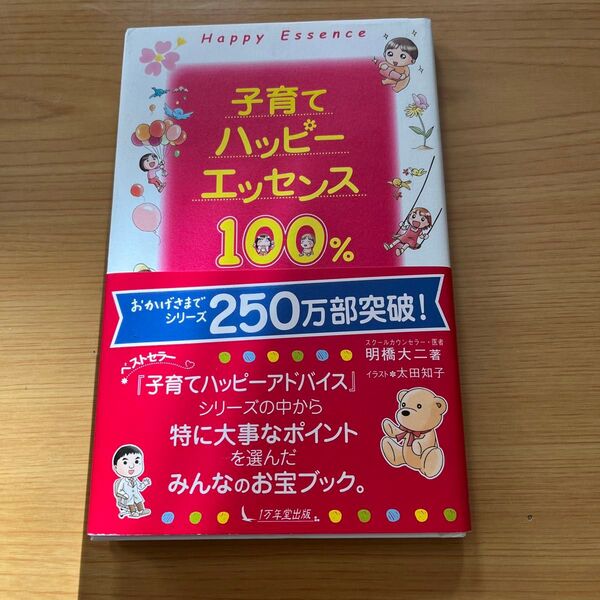 Happy Essence
子育て
ハッピー
エッセンス
100%
おかげさまで
シリーズ
250万部突破!
スクールカウンセラー・医者
明橋大二 著
イラスト✽太田知子
ベストセラー
『子育てハッピーアドバイス』
シリーズの中から
特に大事なポイント
を選んだ
みんなのお宝ブック。
1万年堂出版